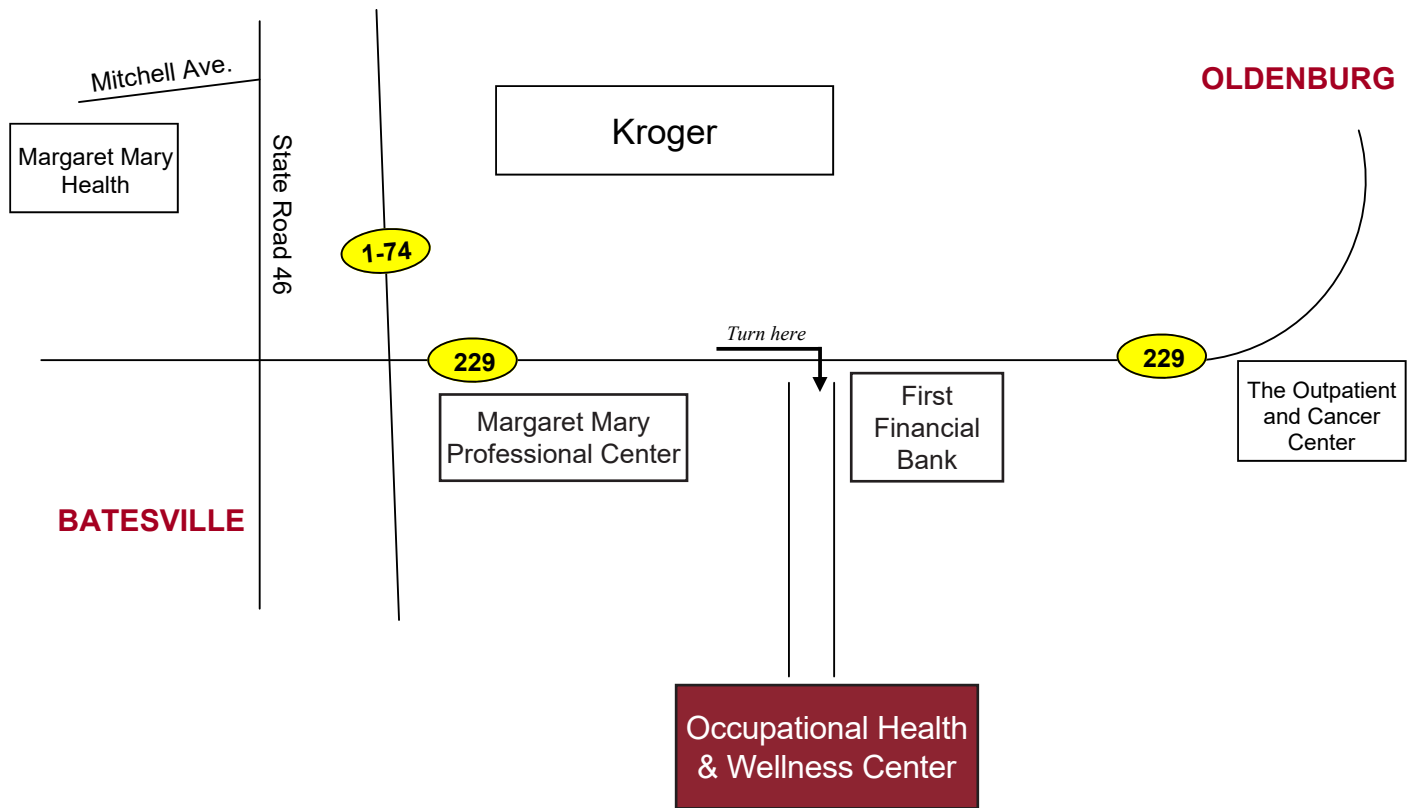 Mitchell Ave.
OLDENBURG
Kroger
Margaret Mary
Health
State Road 46
1-74
Turn here
229
229
Margaret Mary
Professional Center
First
Financial
Bank
The Outpatient
and Cancer
Center
BATESVILLE
Occupational Health
& Wellness Center